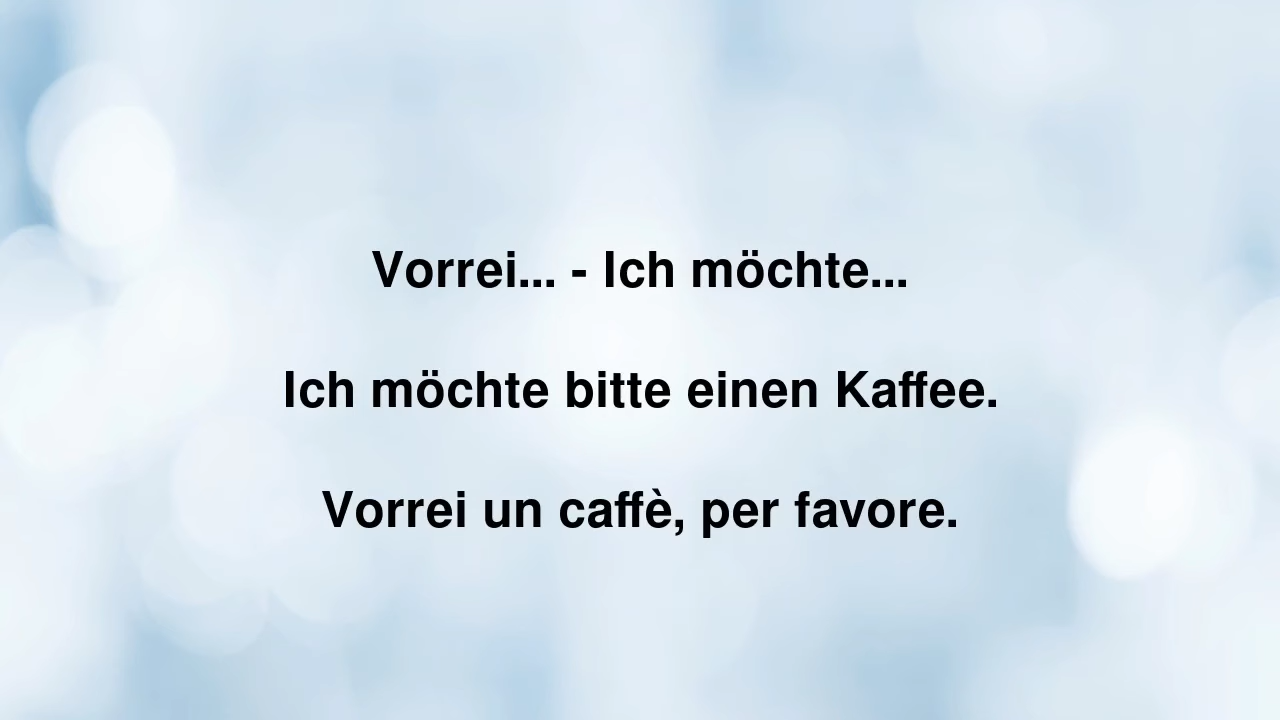 Vorrei... - Ich möchte...
Ich möchte bitte einen Kaffee.
Vorrei un caffè, per favore.